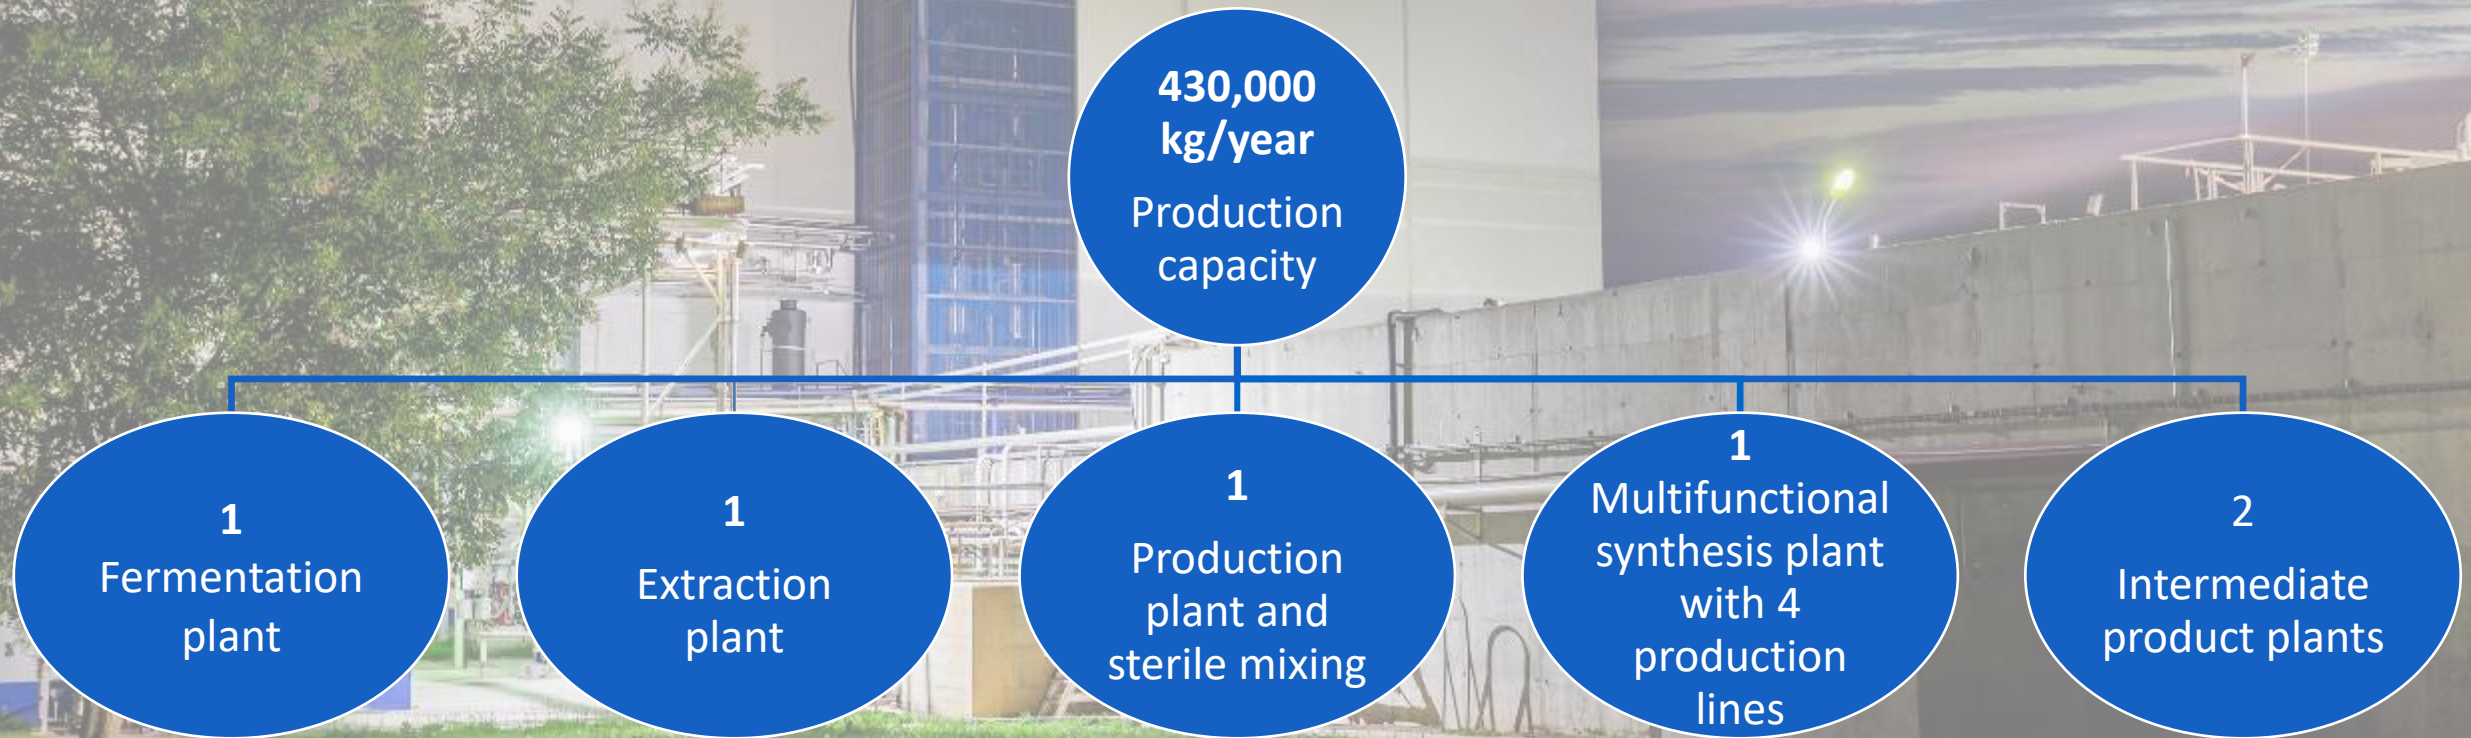 430,000
kg/year
Production
capacity
1
Fermentation
plant
1
Extraction
plant
1
Production
plant and
sterile mixing
1
Multifunctional
synthesis plant
with 4
production
lines
2
Intermediate
product plants